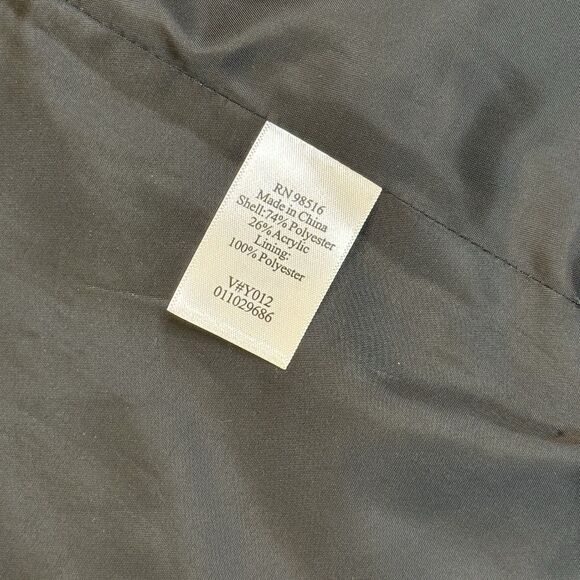 RN 98516
Made in China
Shell:74% Polyester
26% Acrylic
Lining:
100% Polyester
V#Y012
011029686